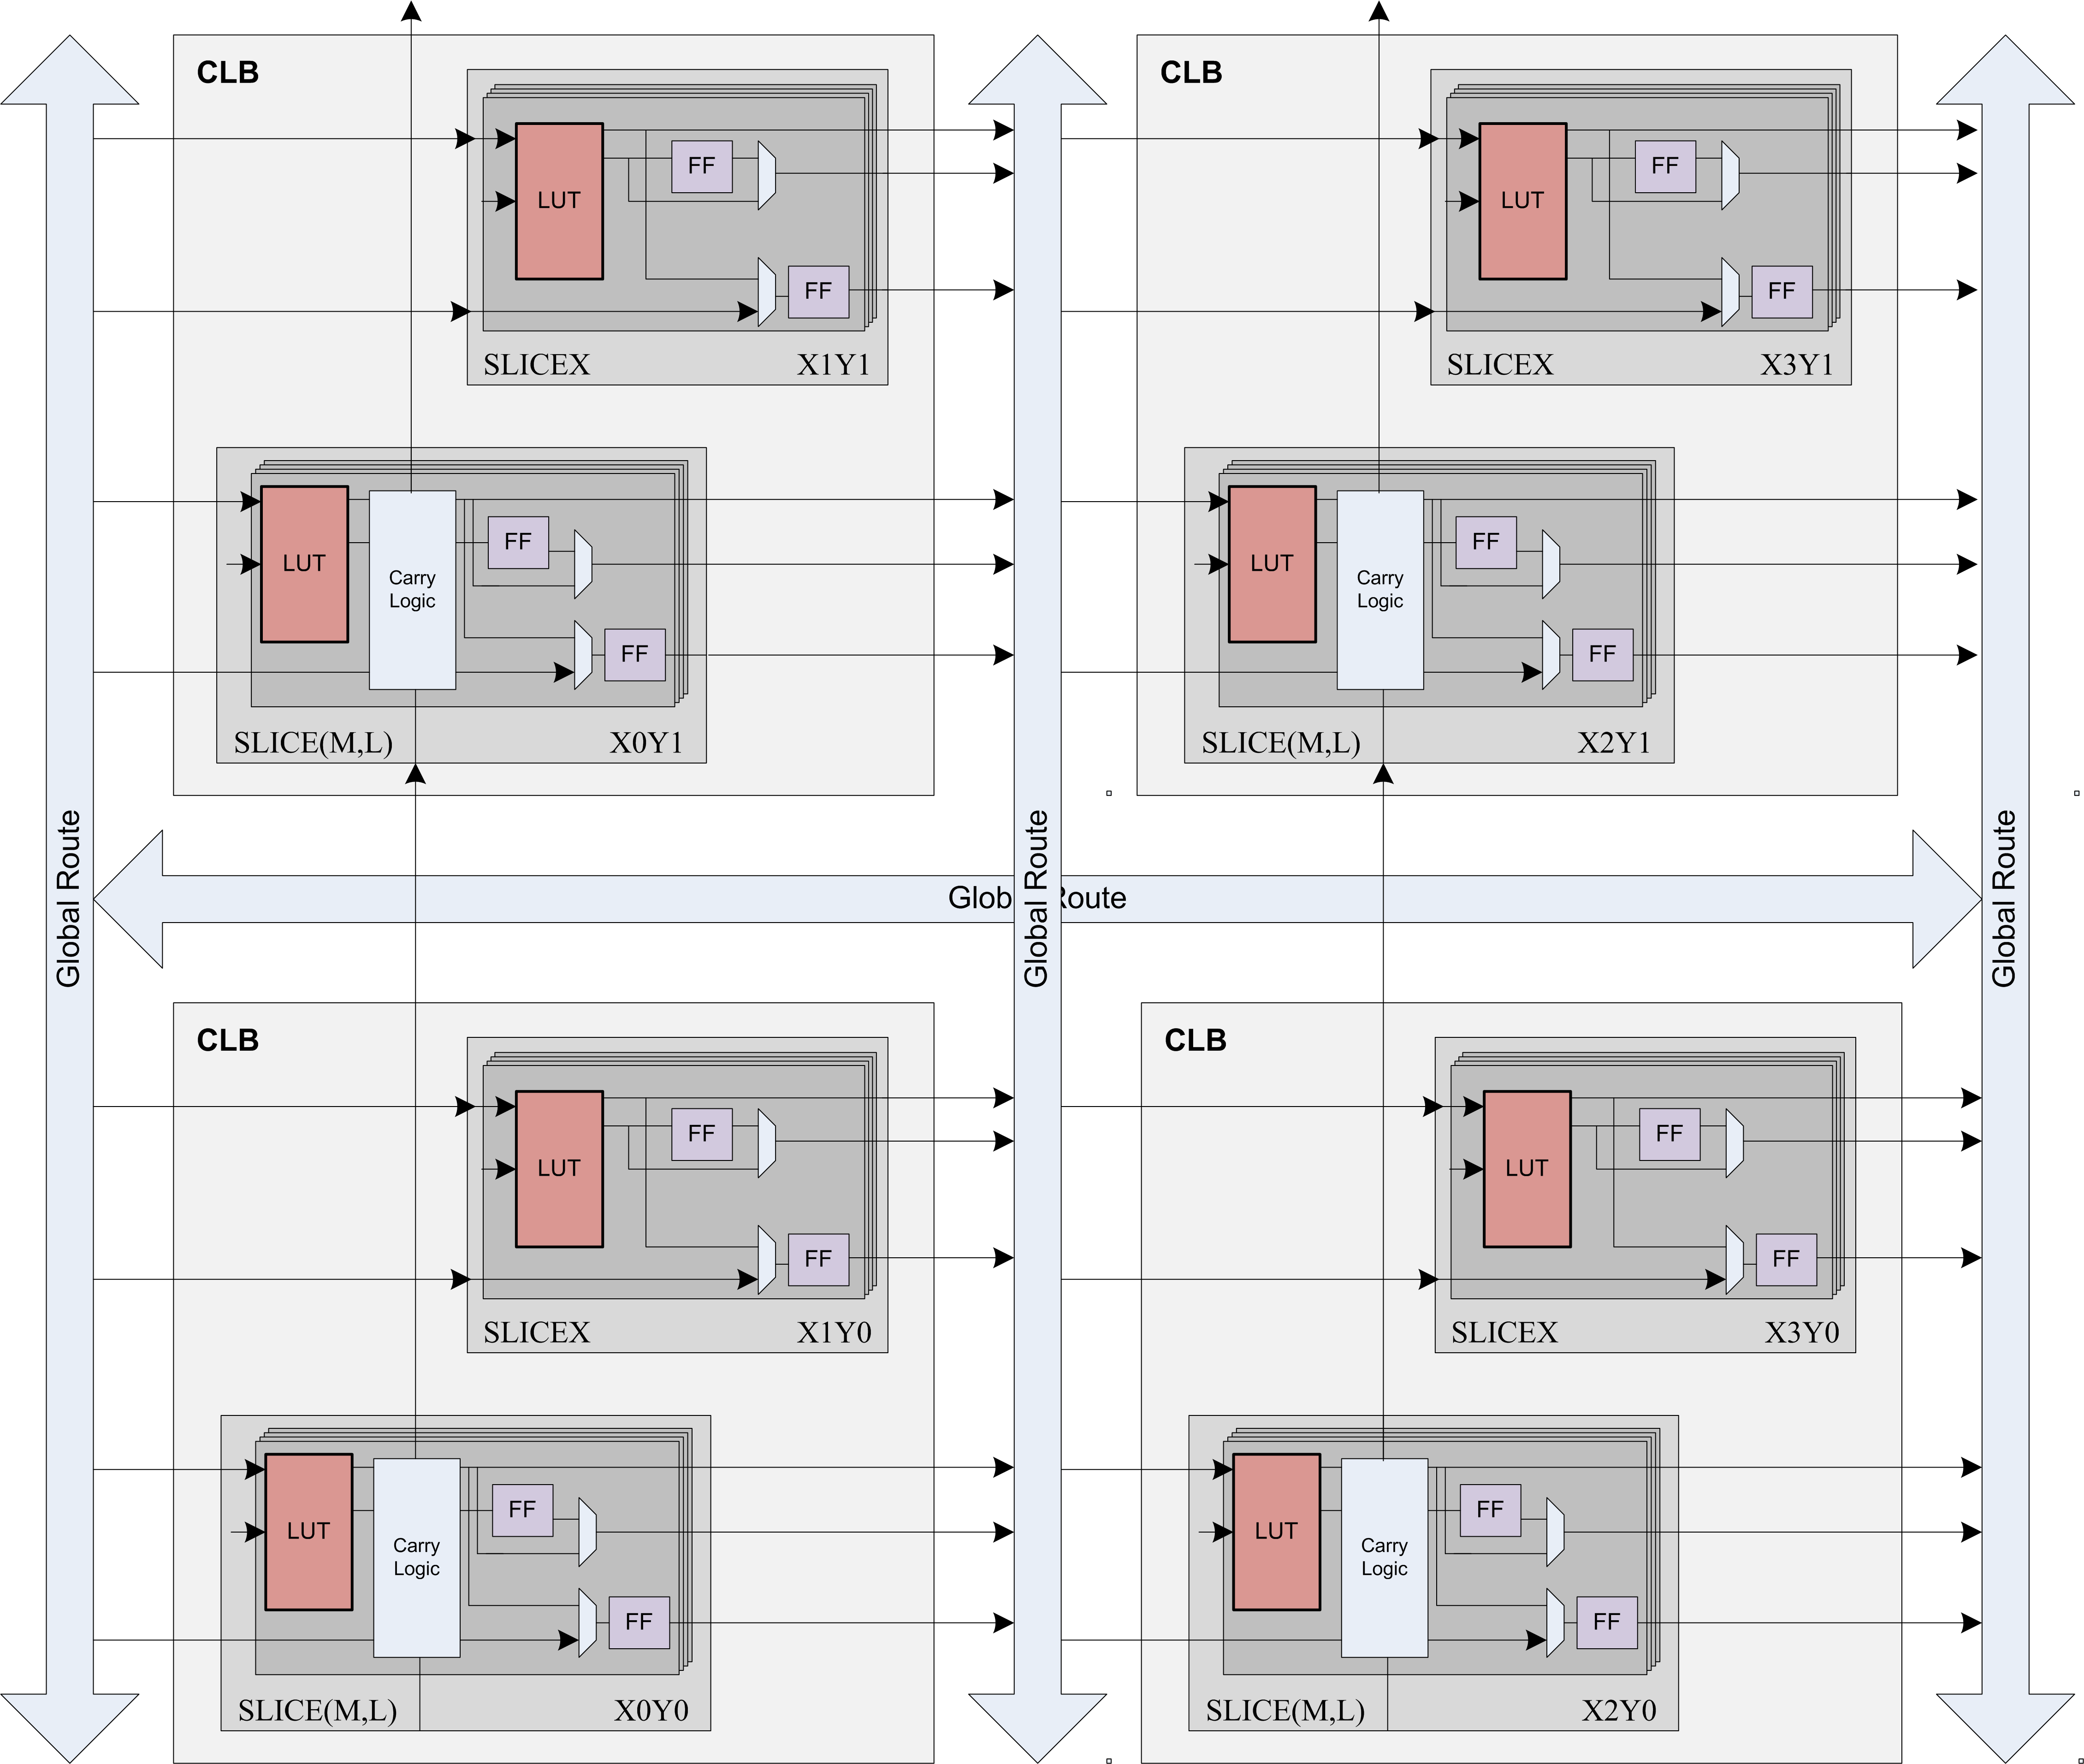 CLB
LUT
FF
FF
SLICEX X1Y1
LUT
Carry
Logic
FF
FF
SLICE(M,L) X0Y1
CLB
LUT
FF
FF
SLICEX X3Y1
LUT
Carry
Logic
FF
FF
SLICE(M,L) X2Y1
Global Route
Global Route
Global Route
Glob Route
CLB
LUT
FF
FF
SLICEX X1Y0
LUT
Carry
Logic
FF
FF
SLICE(M,L) X0Y0
CLB
LUT
FF
FF
SLICEX X3Y0
LUT
Carry
Logic
FF
FF
SLICE(M,L) X2Y0